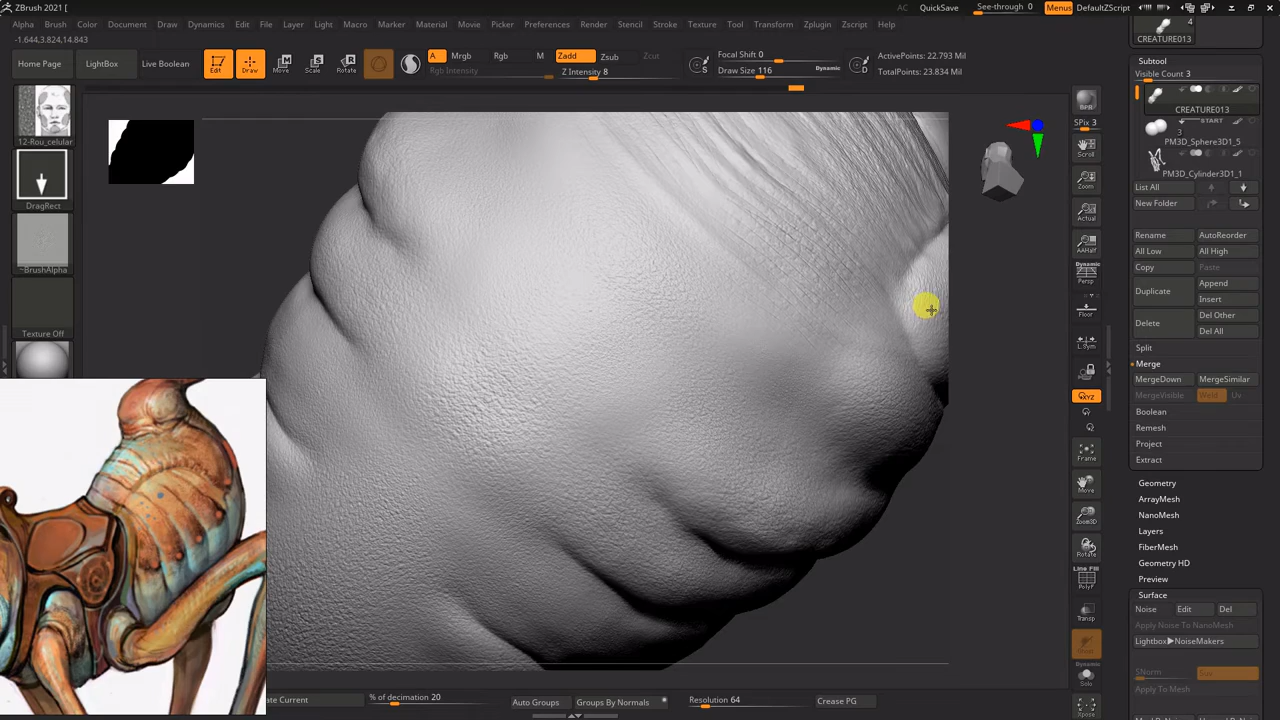 ZBrush 2021 [
AC QuickSave See-through 0 Menus DefaultZScript
Alpha Brush Color Document Draw Dynamics Edit File Layer Light Macro Marker Material Movie Picker Preferences Render Stencil Stroke Texture Tool Transform Zplugin Zscript Help
-1.644,3.824,14.843
Home Page LightBox Live Boolean
Edit Draw Move Scale Rotate
A Mrgb Rgb M Zadd Zsub Zcut
Rgb Intensity Z Intensity 8
Focal Shift 0
Draw Size 116 Dynamic
S D
ActivePoints: 22.793 Mil
TotalPoints: 23.834 Mil
12-Rou_celular
DragRect
~BrushAlpha
Texture Off
BPR
SPix 3
Scroll
Zoom
Actual
AAHalf
Dynamic
Persp
Floor
L.Sym
XYZ
Frame
Move
Zoom3D
Rotate
Line Fill
PolyF
Transp
Ghost
Dynamic
Solo
Xpose
4
CREATURE013
Subtool
Visible Count 3
CREATURE013
START
3
PM3D_Sphere3D1_5
PM3D_Cylinder3D1_1
List All
New Folder
Rename AutoReorder
All Low All High
Copy Paste
Duplicate Append
Insert
Delete Del Other
Del All
Split
Merge
MergeDown MergeSimilar
MergeVisible Weld Uv
Boolean
Remesh
Project
Extract
Geometry
ArrayMesh
NanoMesh
Layers
FiberMesh
Geometry HD
Preview
Surface
Noise Edit Del
Apply Noise To NanoMesh
Lightbox▶NoiseMakers
SNorm Suv
Apply To Mesh
ate Current % of decimation 20 Auto Groups Groups By Normals Resolution 64 Crease PG